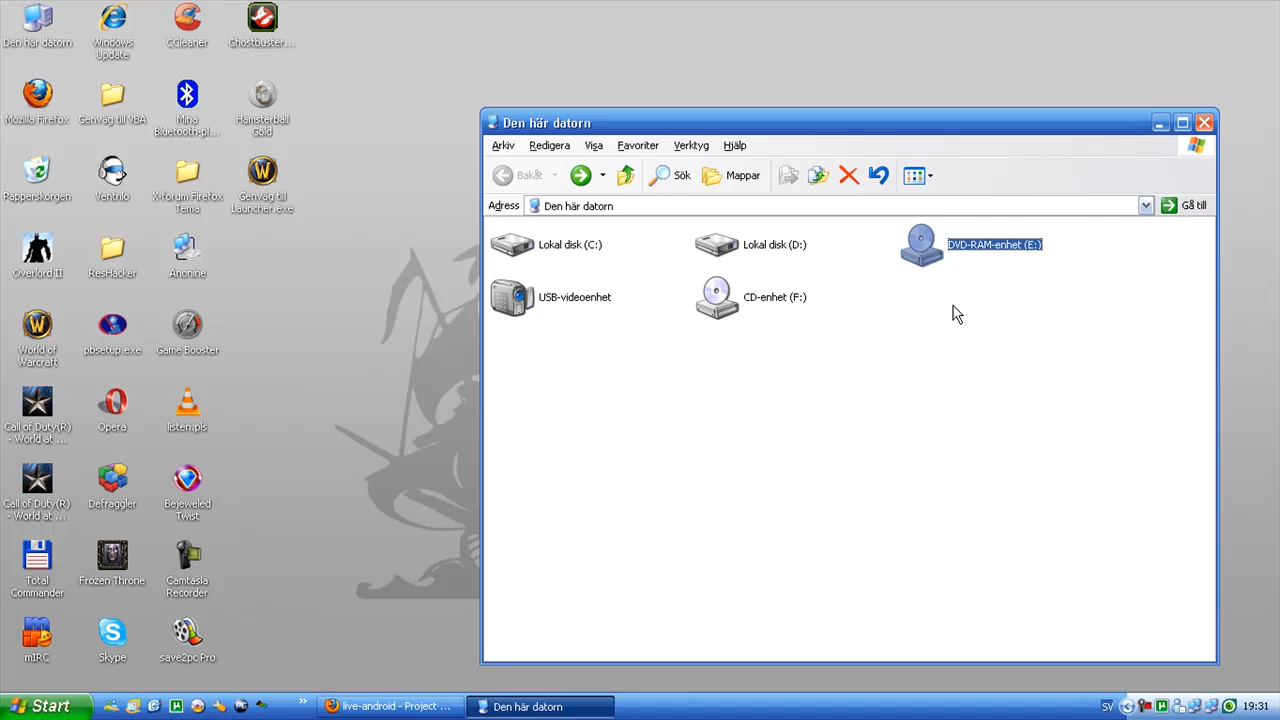 Den här datorn
Windows
Update
CCleaner
Ghostbuster...
Mozilla Firefox
Genväg till VBA
Mina
Bluetooth-pl...
Hamsterball
Gold
Papperskorgen
Ventrilo
X-forum Firefox
Tema
Genväg till
Launcher.exe
Overlord II
ResHacker
Anonine
World of
Warcraft
pbsetup.exe
Game Booster
Call of Duty(R)
- World at ...
Opera
listen.pls
Call of Duty(R)
- World at ...
Defraggler
Bejeweled
Twist
Total
Commander
Frozen Throne
Camtasia
Recorder
mIRC
Skype
save2pc Pro
Den här datorn
Arkiv Redigera Visa Favoriter Verktyg Hjälp
Bakåt Sök Mappar
Adress Den här datorn Gå till
Lokal disk (C:) Lokal disk (D:) DVD-RAM-enhet (E:)
USB-videoenhet CD-enhet (F:)
Start live-android - Project ... Den här datorn SV 19:31